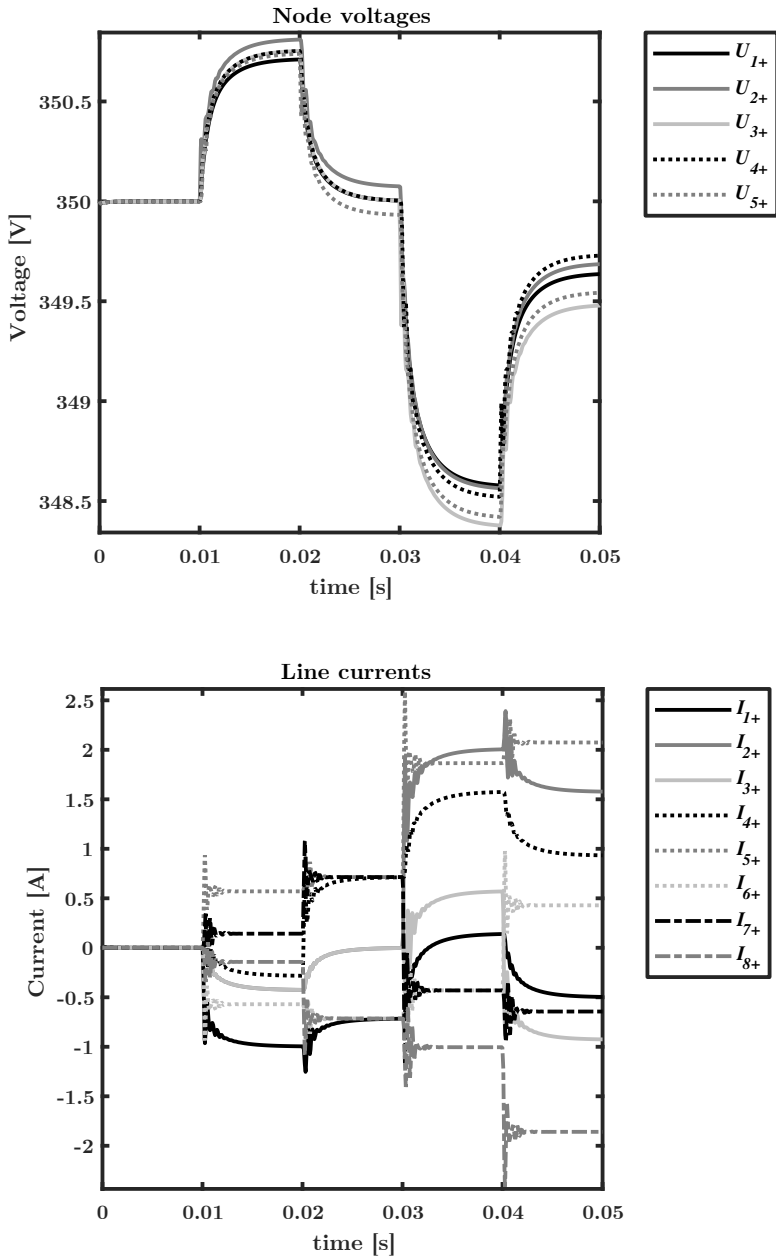 Node voltages
Voltage [V]
350.5
350
349.5
349
348.5
0 0.01 0.02 0.03 0.04 0.05
time [s]
U1+
U2+
U3+
U4+
U5+
Line currents
Current [A]
2.5
2
1.5
1
0.5
0
-0.5
-1
-1.5
-2
0 0.01 0.02 0.03 0.04 0.05
time [s]
I1+
I2+
I3+
I4+
I5+
I6+
I7+
I8+